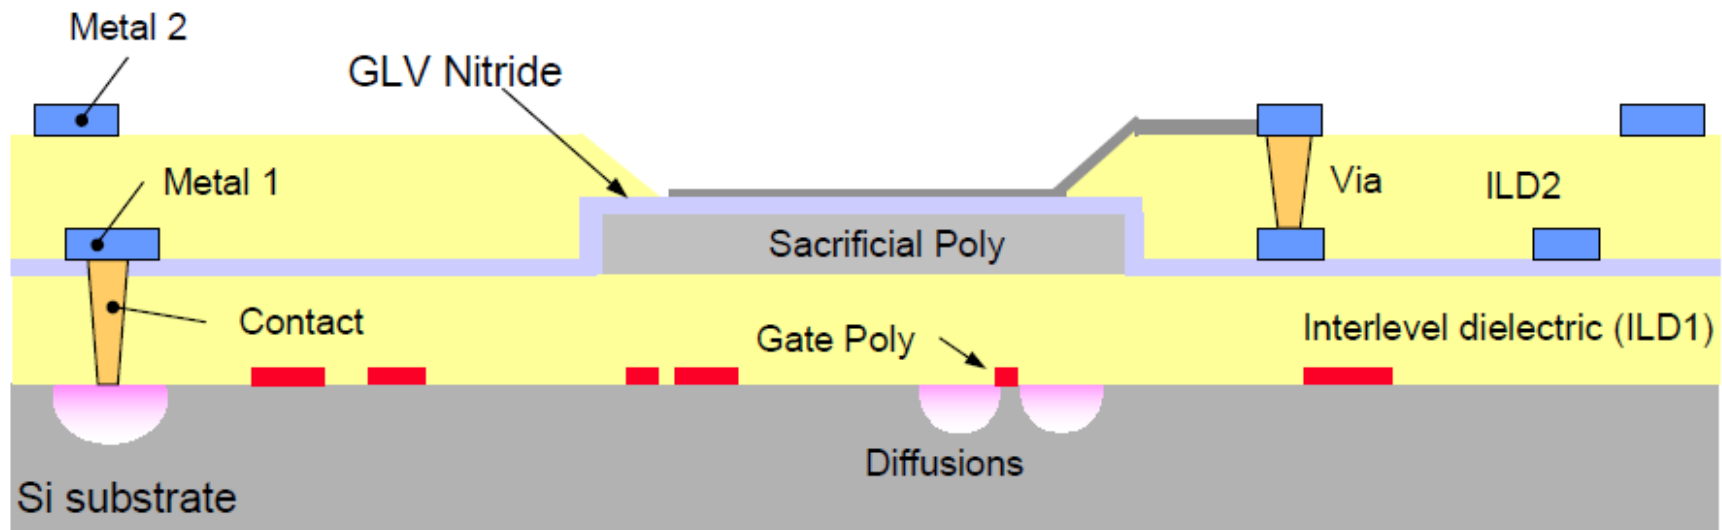 Metal 2
GLV Nitride
Metal 1
Via
ILD2
Sacrificial Poly
Contact
Gate Poly
Interlevel dielectric (ILD1)
Diffusions
Si substrate